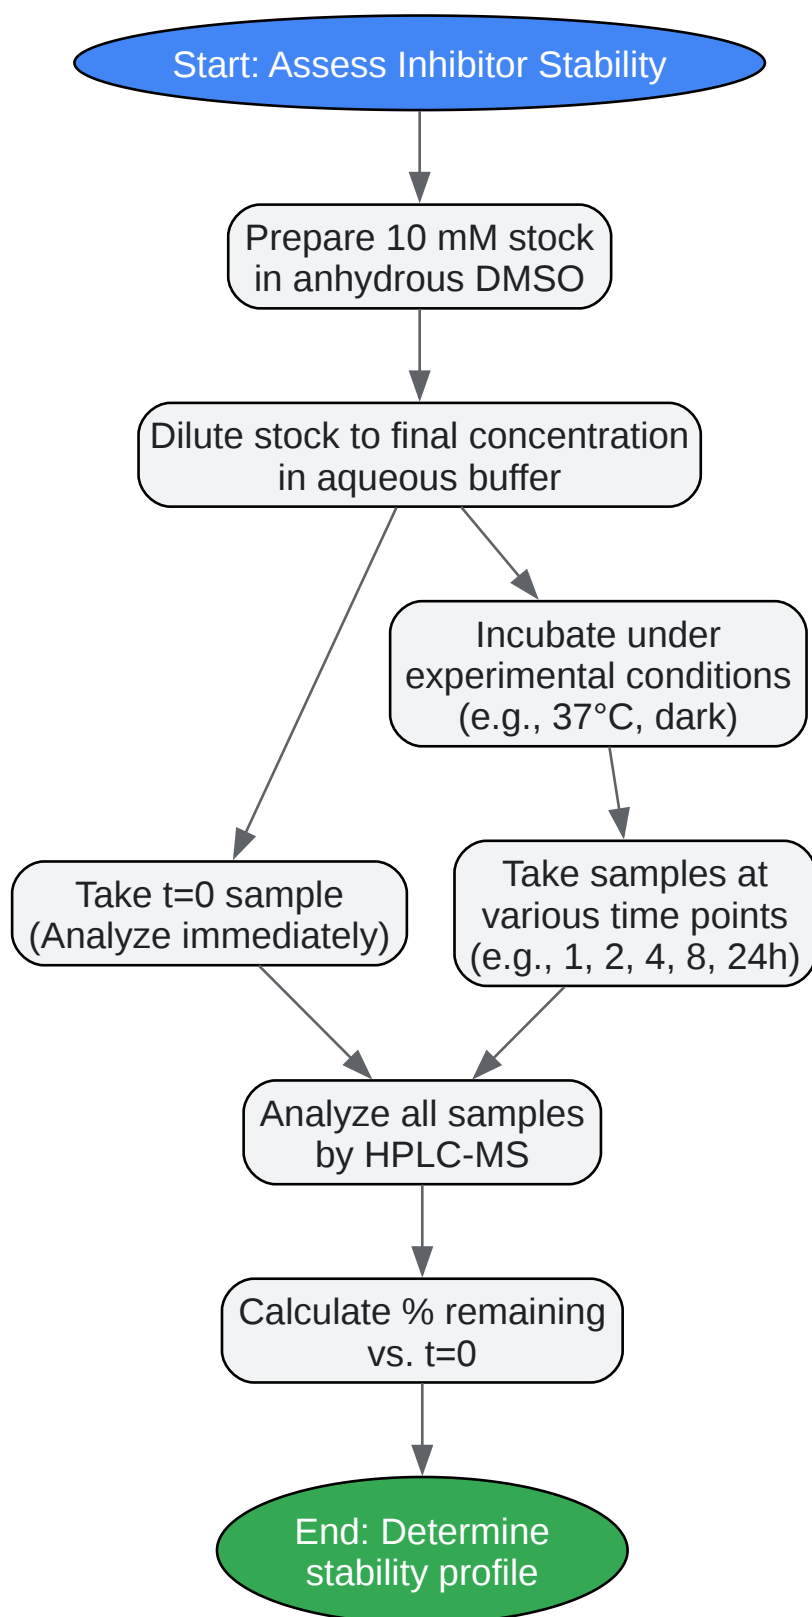 Start: Assess Inhibitor Stability
Prepare 10 mM stock
in anhydrous DMSO
Dilute stock to final concentration
in aqueous buffer
Incubate under
experimental conditions
(e.g., 37°C, dark)
Take t=0 sample
(Analyze immediately)
Take samples at
various time points
(e.g., 1, 2, 4, 8, 24h)
Analyze all samples
by HPLC-MS
Calculate % remaining
vs. t=0
End: Determine
stability profile